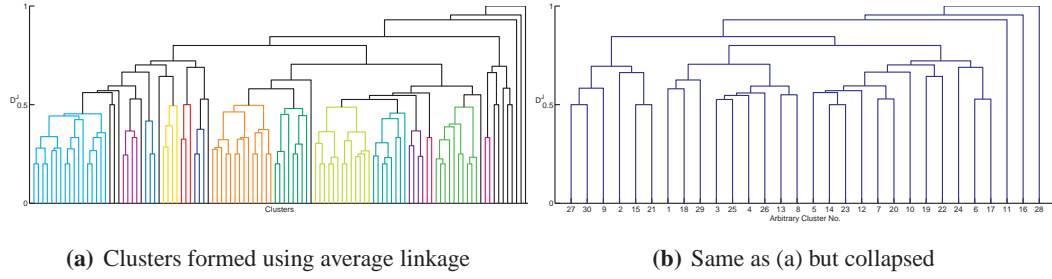 1
0.5
D^J
0
Clusters
1
0.5
D^J
0
27 30 9 2 15 21 1 18 29 3 25 4 26 13 8 5 14 23 12 7 20 10 19 22 24 6 17 11 16 28
Arbitrary Cluster No.
(a) Clusters formed using average linkage
(b) Same as (a) but collapsed